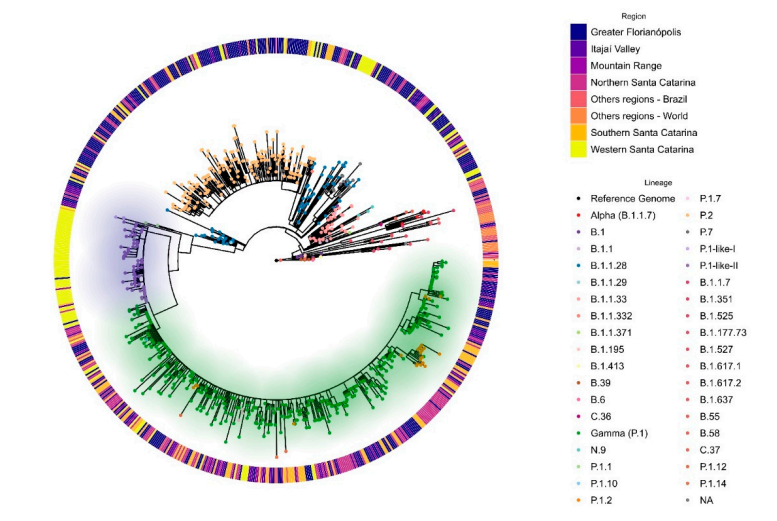 Region
Greater Florianópolis
Itajaí Valley
Mountain Range
Northern Santa Catarina
Others regions - Brazil
Others regions - World
Southern Santa Catarina
Western Santa Catarina
Lineage
Reference Genome
Alpha (B.1.1.7)
B.1
B.1.1
B.1.1.28
B.1.1.29
B.1.1.33
B.1.1.332
B.1.1.371
B.1.195
B.1.413
B.39
B.6
C.36
Gamma (P.1)
N.9
P.1.1
P.1.10
P.1.2
P.1.7
P.2
P.7
P.1-like-I
P.1-like-II
B.1.1.7
B.1.351
B.1.525
B.1.177.73
B.1.527
B.1.617.1
B.1.617.2
B.1.637
B.55
B.58
C.37
P.1.12
P.1.14
NA